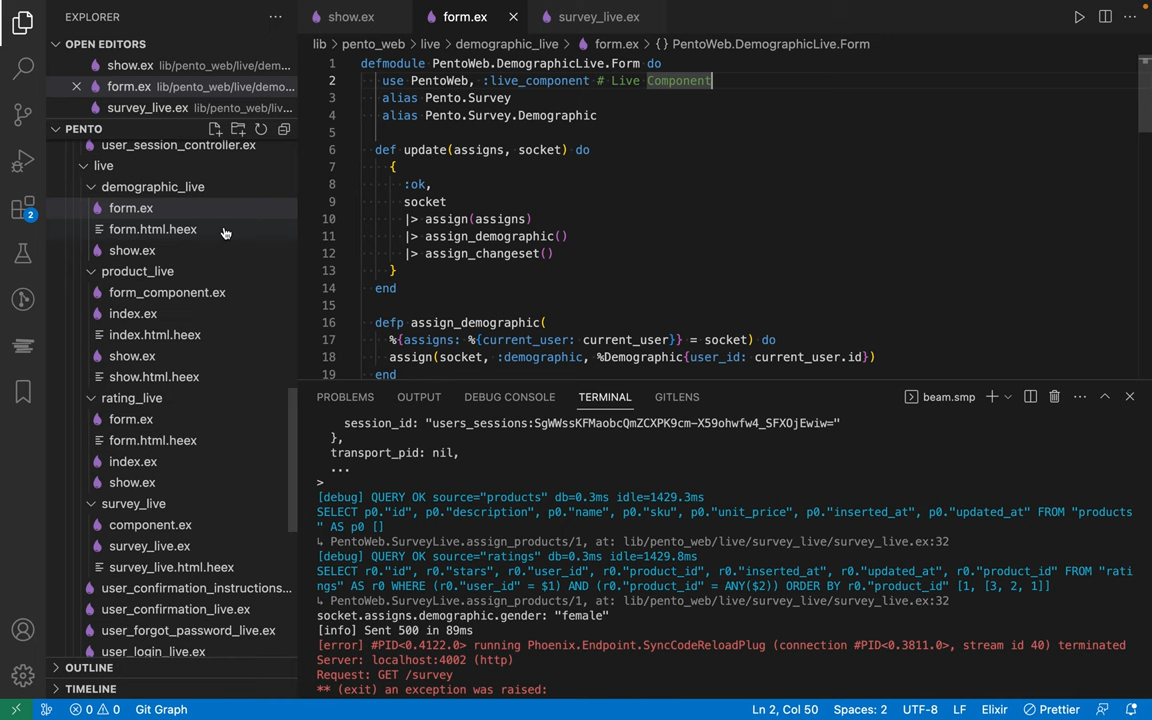 EXPLORER
OPEN EDITORS
show.ex lib/pento_web/live/dem...
form.ex lib/pento_web/live/demo...
survey_live.ex lib/pento_web/liv...
PENTO
user_session_controller.ex
live
demographic_live
form.ex
form.html.heex
show.ex
product_live
form_component.ex
index.ex
index.html.heex
show.ex
show.html.heex
rating_live
form.ex
form.html.heex
index.ex
show.ex
survey_live
component.ex
survey_live.ex
survey_live.html.heex
user_confirmation_instructions...
user_confirmation_live.ex
user_forgot_password_live.ex
user_login_live.ex
OUTLINE
TIMELINE
2
show.ex form.ex survey_live.ex
lib > pento_web > live > demographic_live > form.ex > {} PentoWeb.DemographicLive.Form
1 defmodule PentoWeb.DemographicLive.Form do
2 use PentoWeb, :live_component # Live Component
3 alias Pento.Survey
4 alias Pento.Survey.Demographic
5
6 def update(assigns, socket) do
7 {
8 :ok,
9 socket
10 |> assign(assigns)
11 |> assign_demographic()
12 |> assign_changeset()
13 }
14 end
15
16 defp assign_demographic(
17 %{assigns: %{current_user: current_user}} = socket) do
18 assign(socket, :demographic, %Demographic{user_id: current_user.id})
19 end
PROBLEMS OUTPUT DEBUG CONSOLE TERMINAL GITLENS beam.smp
session_id: "users_sessions:SgWWssKFMaobcQmZCXPK9cm-X59ohwfw4_SFXOjEwiw="
},
transport_pid: nil,
...
>
[debug] QUERY OK source="products" db=0.3ms idle=1429.3ms
SELECT p0."id", p0."description", p0."name", p0."sku", p0."unit_price", p0."inserted_at", p0."updated_at" FROM "products
" AS p0 []
↳ PentoWeb.SurveyLive.assign_products/1, at: lib/pento_web/live/survey_live/survey_live.ex:32
[debug] QUERY OK source="ratings" db=0.3ms idle=1429.8ms
SELECT r0."id", r0."stars", r0."user_id", r0."product_id", r0."inserted_at", r0."updated_at", r0."product_id" FROM "rati
ngs" AS r0 WHERE (r0."user_id" = $1) AND (r0."product_id" = ANY($2)) ORDER BY r0."product_id" [1, [3, 2, 1]]
↳ PentoWeb.SurveyLive.assign_products/1, at: lib/pento_web/live/survey_live/survey_live.ex:32
socket.assigns.demographic.gender: "female"
[info] Sent 500 in 89ms
[error] #PID<0.4122.0> running Phoenix.Endpoint.SyncCodeReloadPlug (connection #PID<0.3811.0>, stream id 40) terminated
Server: localhost:4002 (http)
Request: GET /survey
** (exit) an exception was raised:
0 0 Git Graph Ln 2, Col 50 Spaces: 2 UTF-8 LF Elixir Prettier